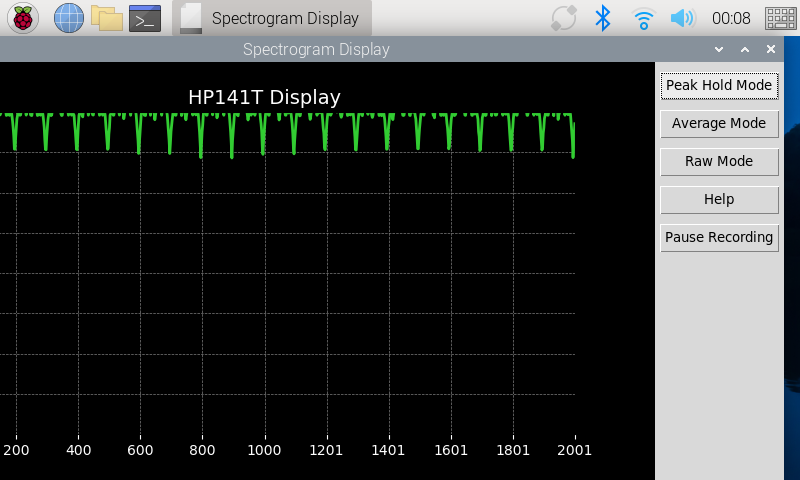 Spectrogram Display
00:08
Spectrogram Display
HP141T Display
200 400 600 800 1000 1201 1401 1601 1801 2001
Peak Hold Mode
Average Mode
Raw Mode
Help
Pause Recording